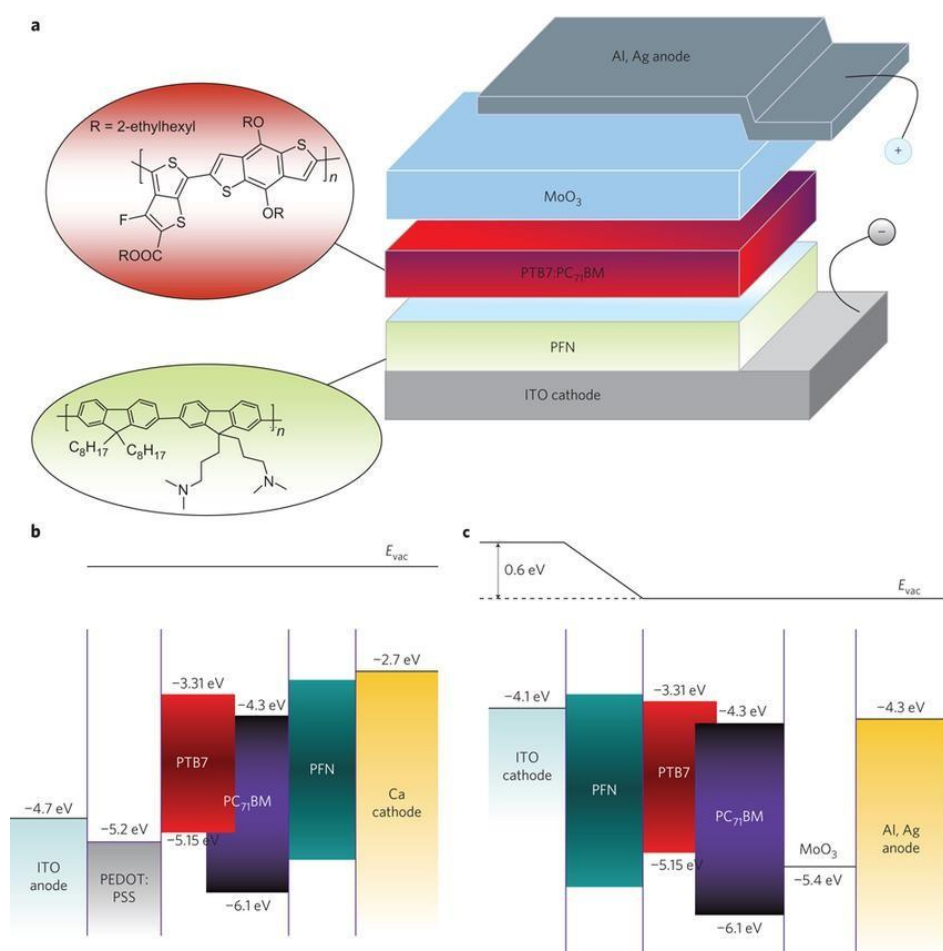 a
Al, Ag anode
R = 2-ethylhexyl
RO
S
S
[ ]n
S
S
F
OR
ROOC
+
MoO₃
−
PTB7:PC₇₁BM
PFN
ITO cathode
[ ]n
C₈H₁₇ C₈H₁₇
N N
b
Evac
−2.7 eV
−3.31 eV
−4.3 eV
PTB7
PFN
PC₇₁BM
Ca
cathode
−4.7 eV
−5.2 eV
−5.15 eV
ITO
anode
PEDOT:
PSS
−6.1 eV
c
0.6 eV
Evac
−4.1 eV
−3.31 eV
−4.3 eV
−4.3 eV
ITO
cathode
PFN
PTB7
PC₇₁BM
Al, Ag
anode
MoO₃
−5.15 eV
−5.4 eV
−6.1 eV